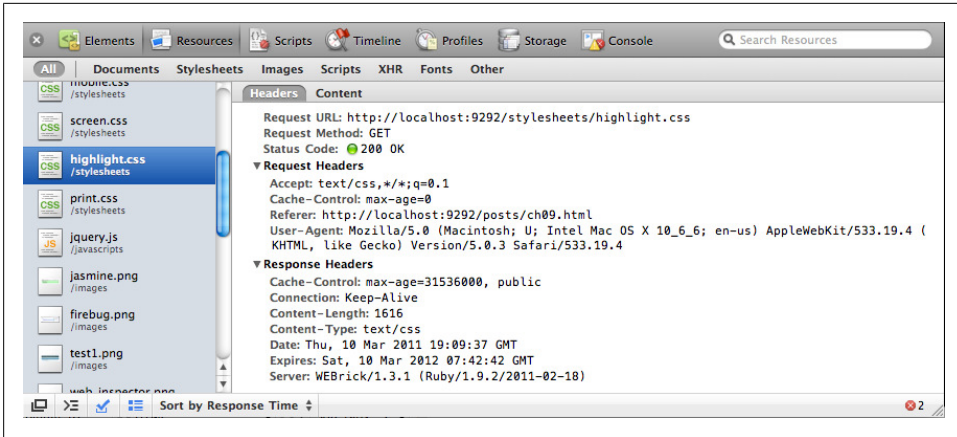 Elements Resources Scripts Timeline Profiles Storage Console Search Resources
All Documents Stylesheets Images Scripts XHR Fonts Other
mobile.css
/stylesheets
screen.css
/stylesheets
highlight.css
/stylesheets
print.css
/stylesheets
jquery.js
/javascripts
jasmine.png
/images
firebug.png
/images
test1.png
/images
web_inspector.png
CSS
CSS
CSS
CSS
JS
Headers Content
Request URL: http://localhost:9292/stylesheets/highlight.css
Request Method: GET
Status Code: 200 OK
▼Request Headers
Accept: text/css,*/*;q=0.1
Cache-Control: max-age=0
Referer: http://localhost:9292/posts/ch09.html
User-Agent: Mozilla/5.0 (Macintosh; U; Intel Mac OS X 10_6_6; en-us) AppleWebKit/533.19.4 (
KHTML, like Gecko) Version/5.0.3 Safari/533.19.4
▼Response Headers
Cache-Control: max-age=31536000, public
Connection: Keep-Alive
Content-Length: 1616
Content-Type: text/css
Date: Thu, 10 Mar 2011 19:09:37 GMT
Expires: Sat, 10 Mar 2012 07:42:42 GMT
Server: WEBrick/1.3.1 (Ruby/1.9.2/2011-02-18)
Sort by Response Time 2